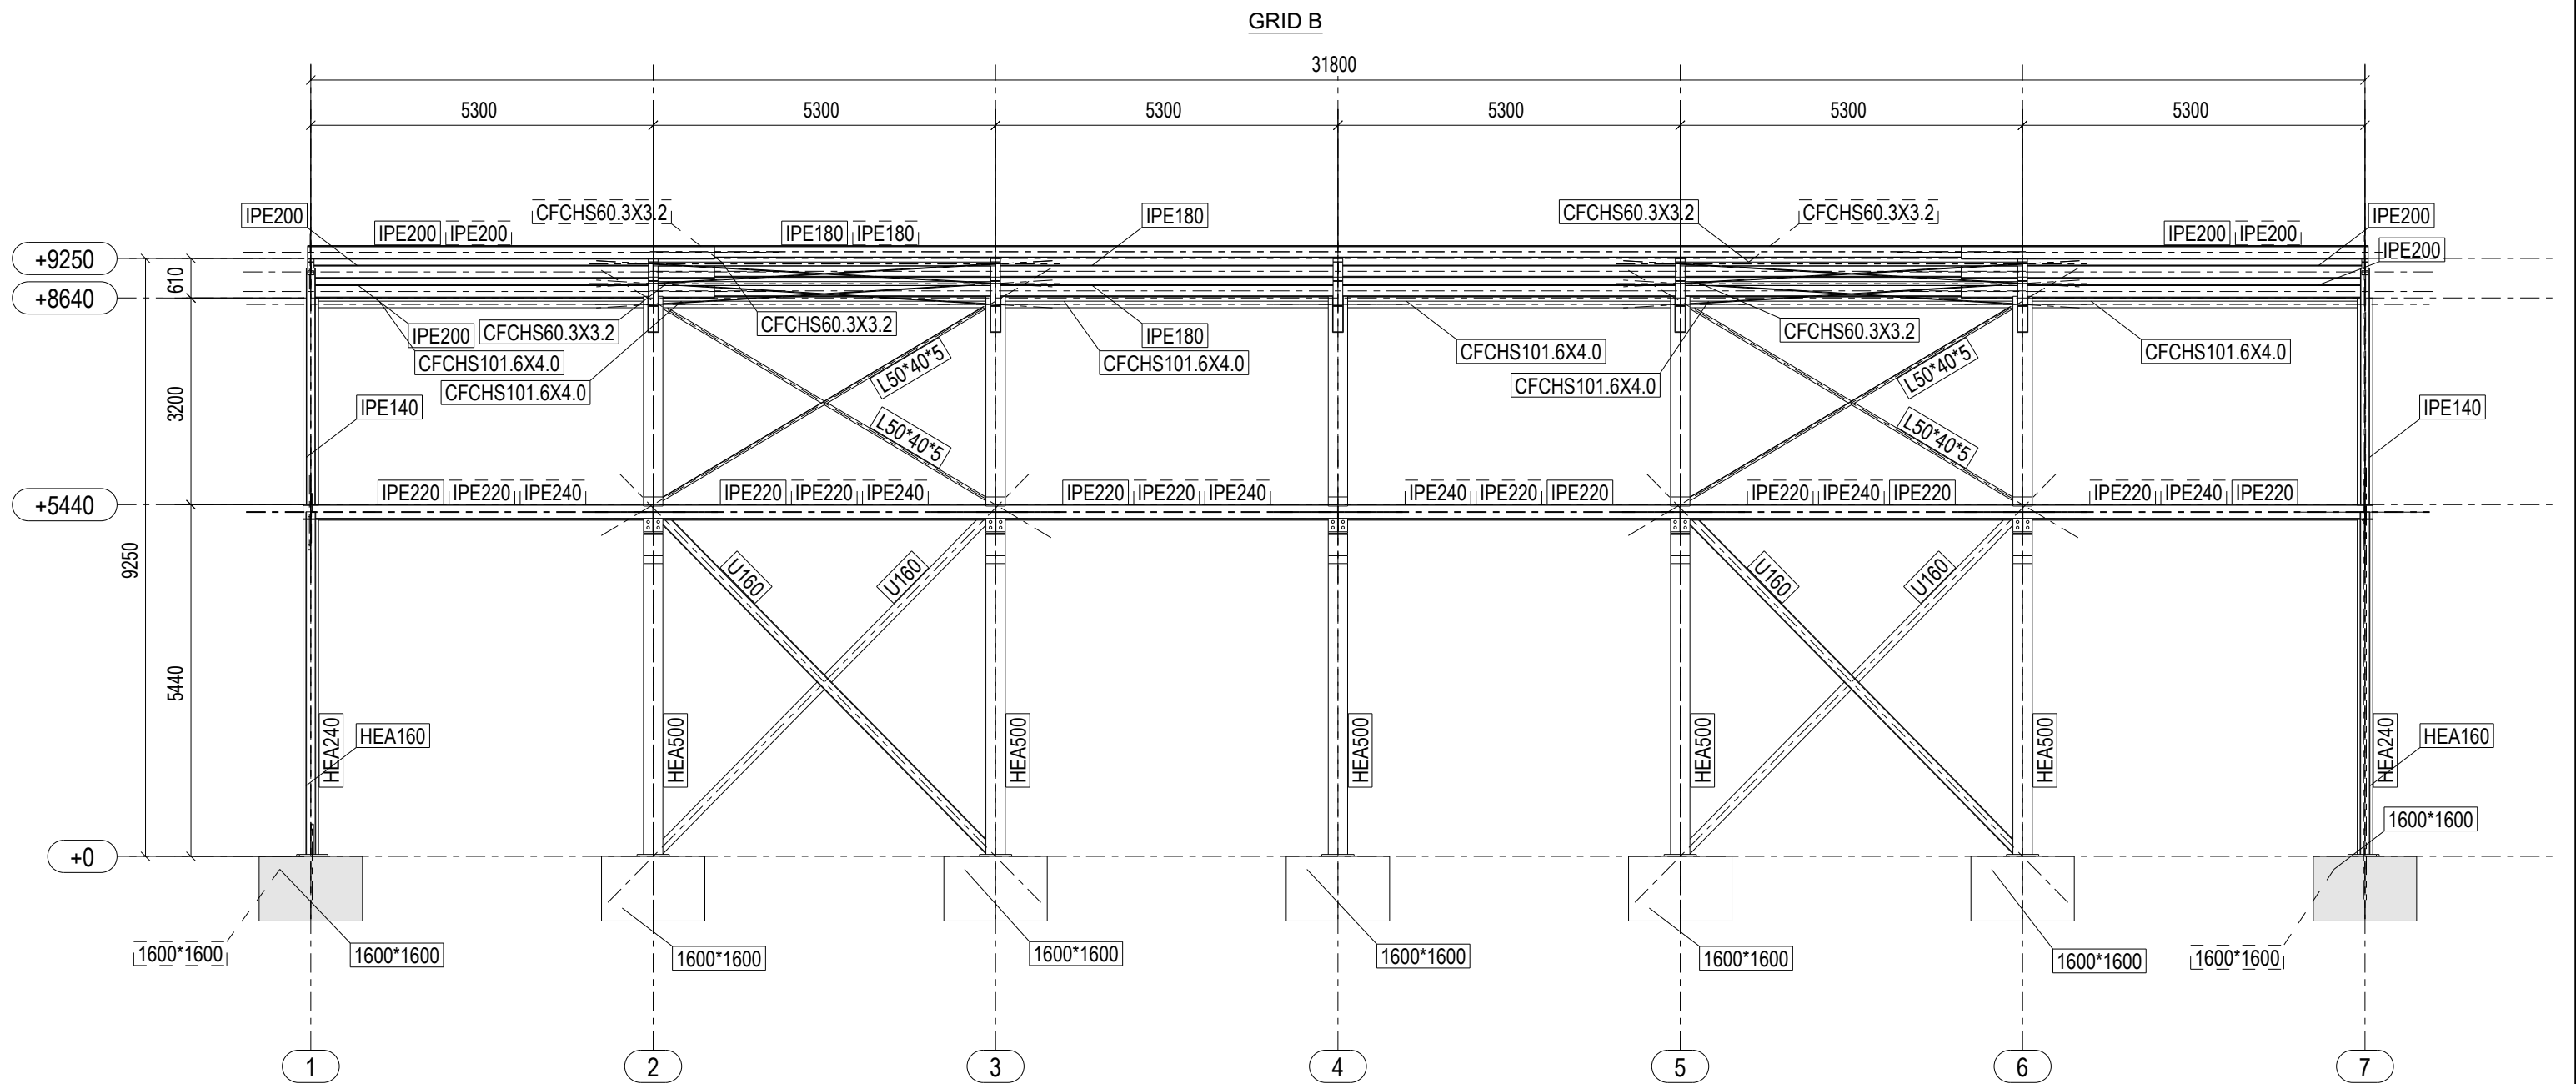 GRID B
31800
5300 5300 5300 5300 5300 5300
IPE200 IPE200 IPE200 CFCHS60.3X3.2 IPE180 IPE180 IPE180 CFCHS60.3X3.2 CFCHS60.3X3.2 IPE200 IPE200 IPE200
IPE200
+9250
610
+8640
IPE200 CFCHS60.3X3.2 CFCHS60.3X3.2 IPE180 CFCHS60.3X3.2
CFCHS101.6X4.0 CFCHS101.6X4.0 CFCHS101.6X4.0 CFCHS101.6X4.0
CFCHS101.6X4.0 CFCHS101.6X4.0
L50*40*5 L50*40*5
3200
IPE140 IPE140
L50*40*5 L50*40*5
IPE220 IPE220 IPE240 IPE220 IPE220 IPE240 IPE220 IPE220 IPE240 IPE240 IPE220 IPE220 IPE220 IPE240 IPE220 IPE220 IPE240 IPE220
+5440
9250
U160 U160 U160 U160
5440
HEA240 HEA160 HEA500 HEA500 HEA500 HEA500 HEA500 HEA240 HEA160
1600*1600
+0
1600*1600 1600*1600 1600*1600 1600*1600 1600*1600 1600*1600 1600*1600 1600*1600
1 2 3 4 5 6 7